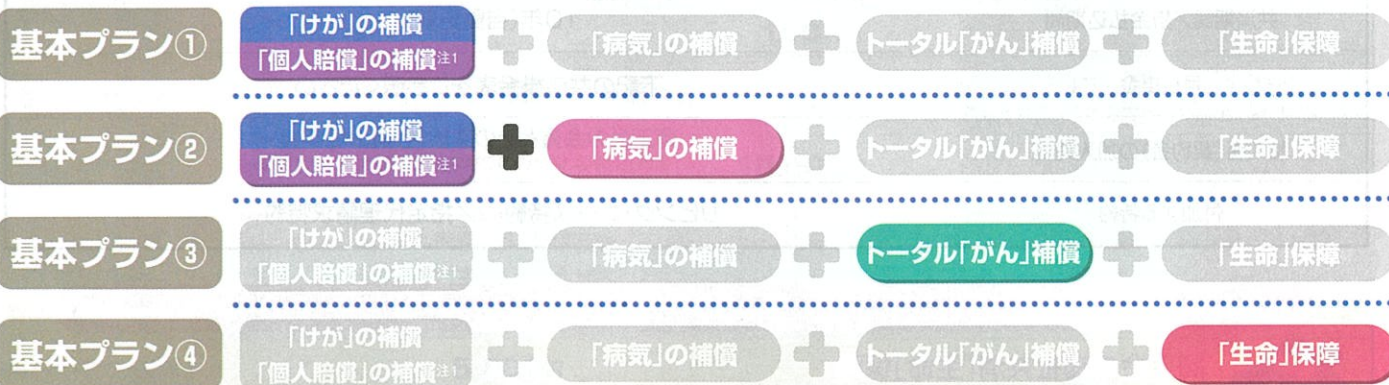 基本プラン①
「けが」の補償
「個人賠償」の補償注1
「病気」の補償
トータル「がん」補償
「生命」保障
基本プラン②
「けが」の補償
「個人賠償」の補償注1
「病気」の補償
トータル「がん」補償
「生命」保障
基本プラン③
「けが」の補償
「個人賠償」の補償注1
「病気」の補償
トータル「がん」補償
「生命」保障
基本プラン④
「けが」の補償
「個人賠償」の補償注1
「病気」の補償
トータル「がん」補償
「生命」保障